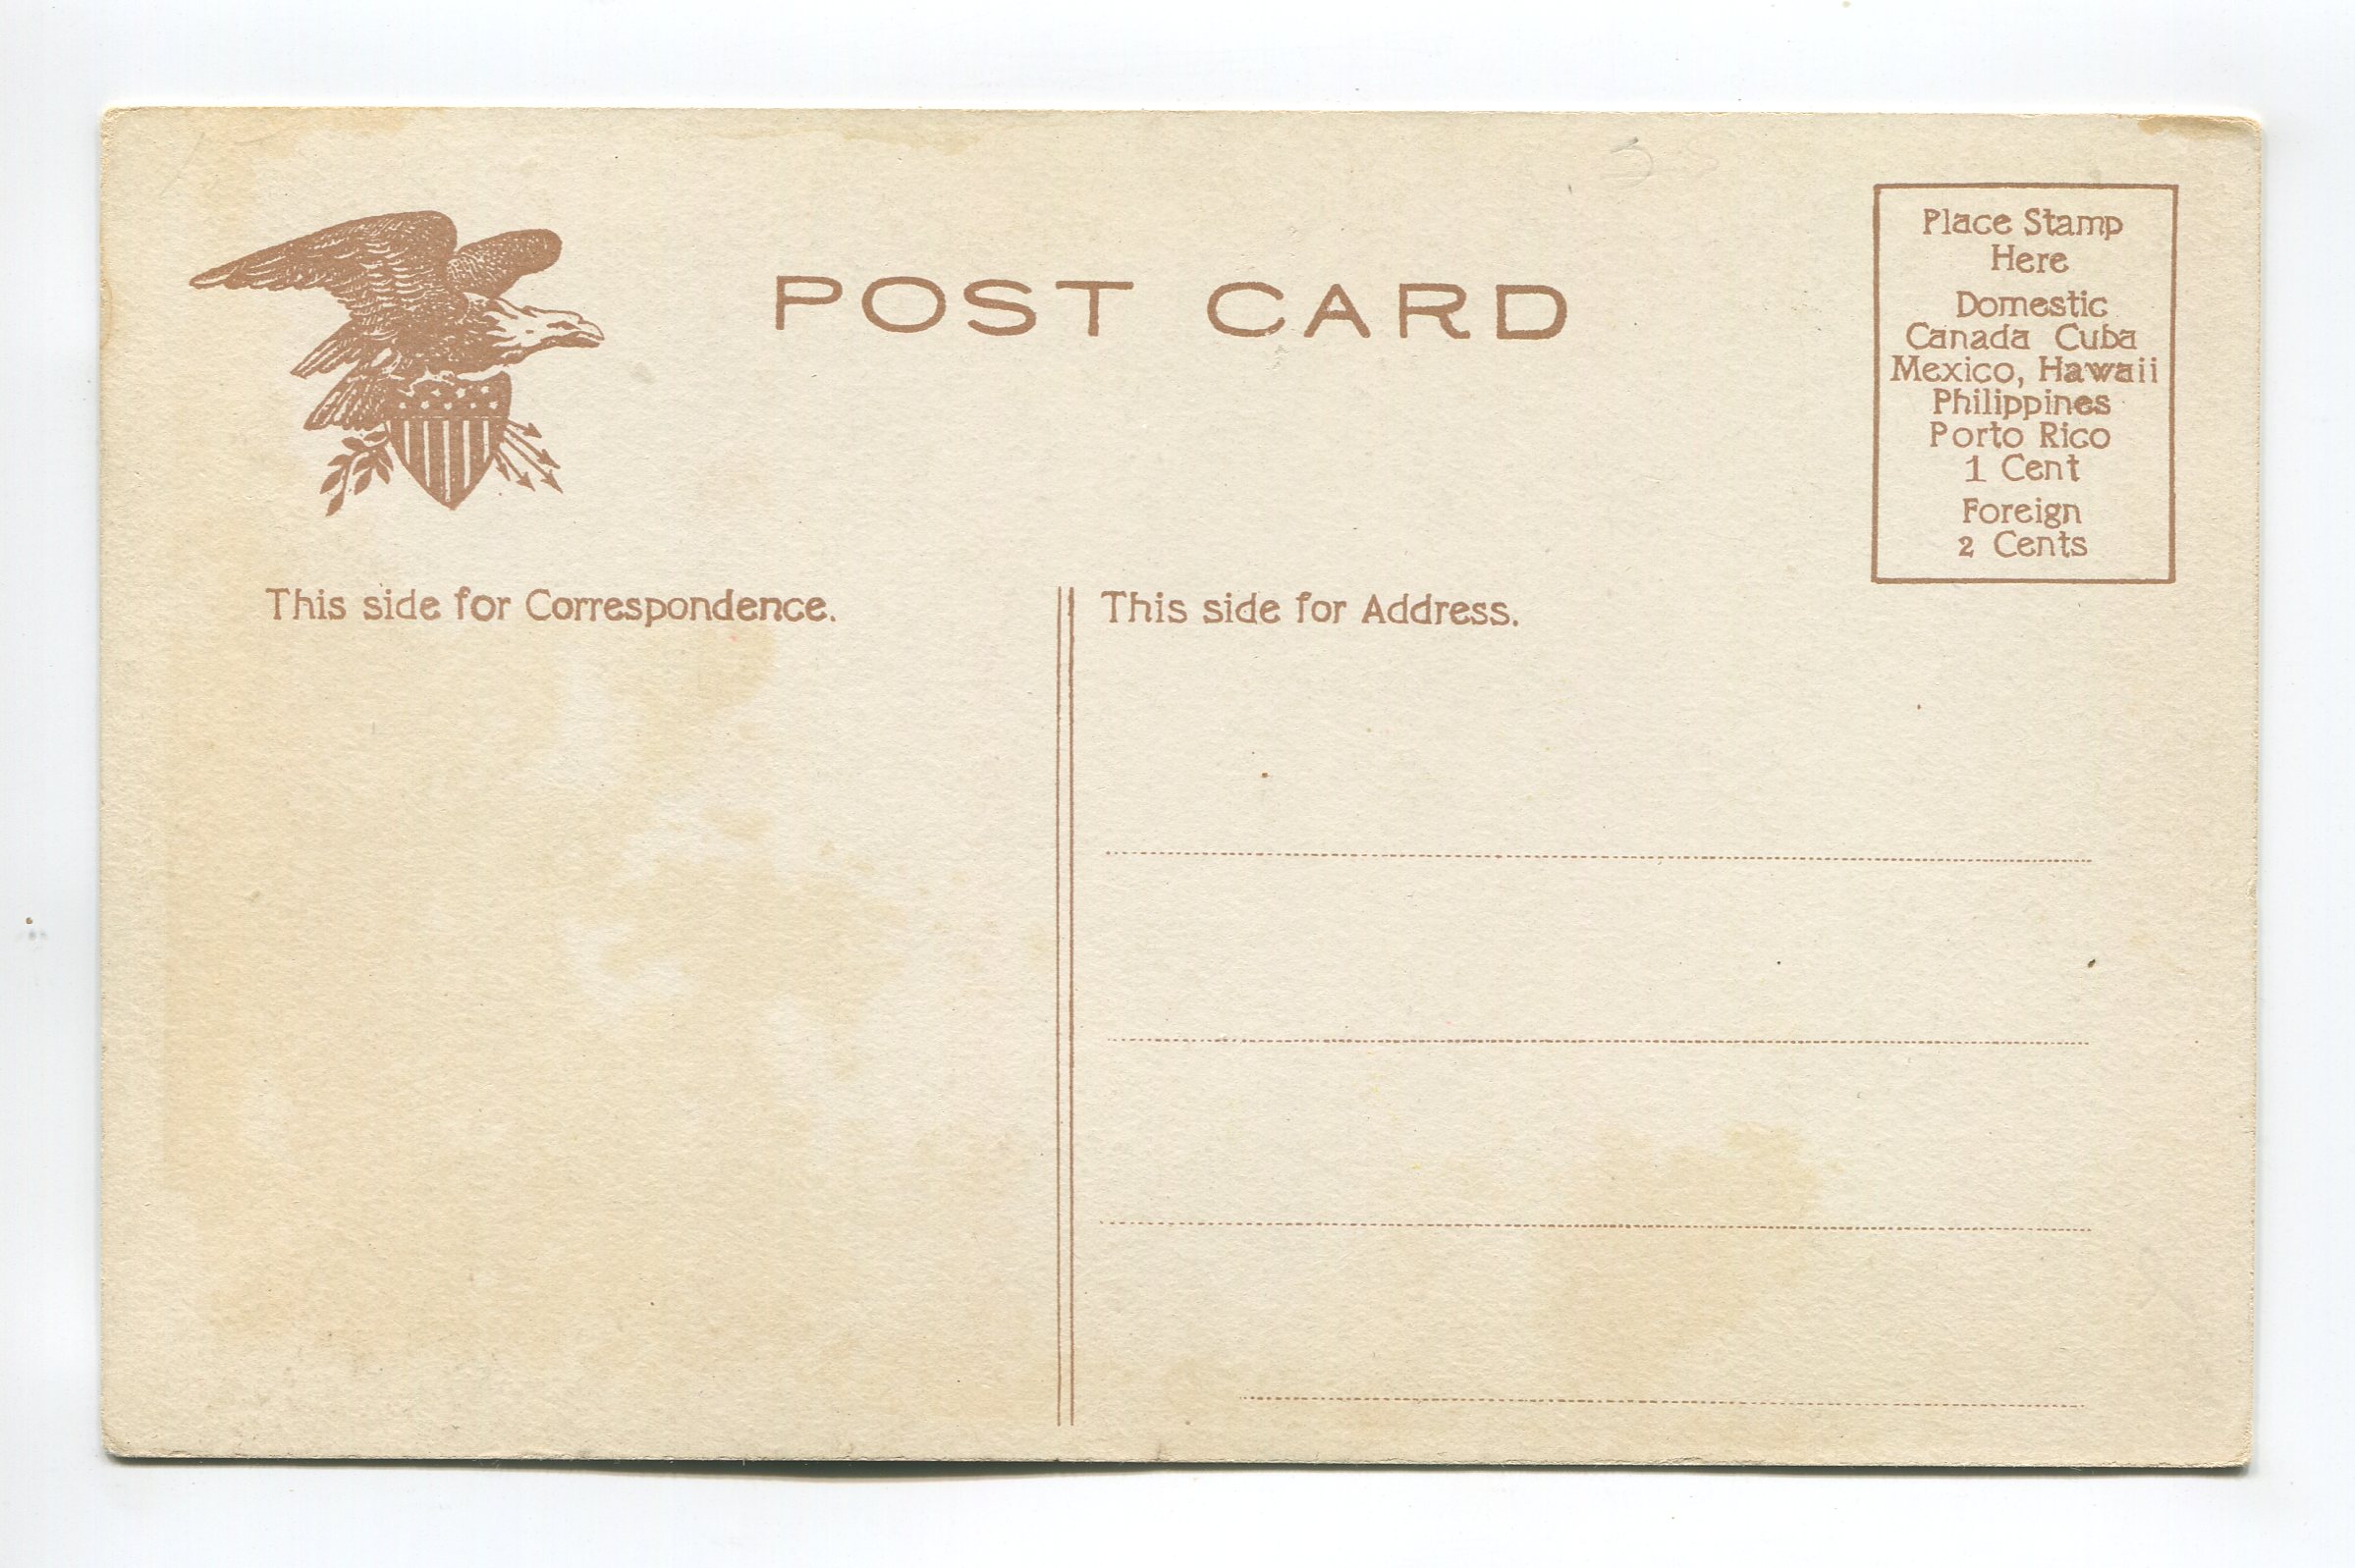 POST CARD
Place Stamp
Here
Domestic
Canada Cuba
Mexico, Hawaii
Philippines
Porto Rico
1 Cent
Foreign
2 Cents
This side for Correspondence.
This side for Address.